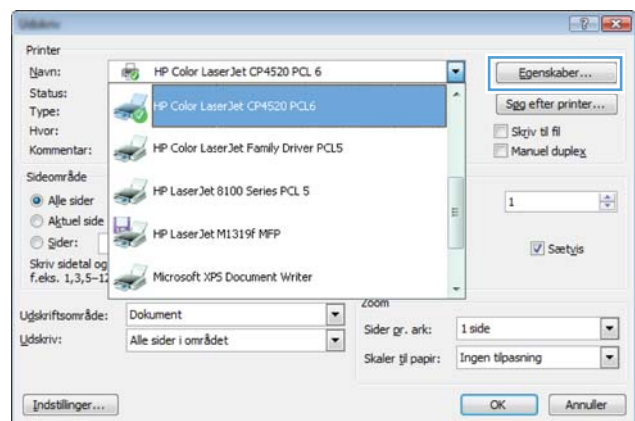 Udskriv
Printer
Navn: HP Color LaserJet CP4520 PCL 6 Egenskaber...
Status: HP Color LaserJet CP4520 PCL6 Søg efter printer...
Type:
Hvor: Skriv til fil
Kommentar: HP Color LaserJet Family Driver PCL5 Manuel duplex
Sideområde HP LaserJet 8100 Series PCL 5
Alle sider 1
Aktuel side HP LaserJet M1319f MFP
Sider: Sætvis
Skriv sidetal og
f.eks. 1,3,5-12 Microsoft XPS Document Writer
Udskriftsområde: Dokument Zoom
Udskriv: Alle sider i området Sider pr. ark: 1 side
Skaler til papir: Ingen tilpasning
Indstillinger... OK Annuller